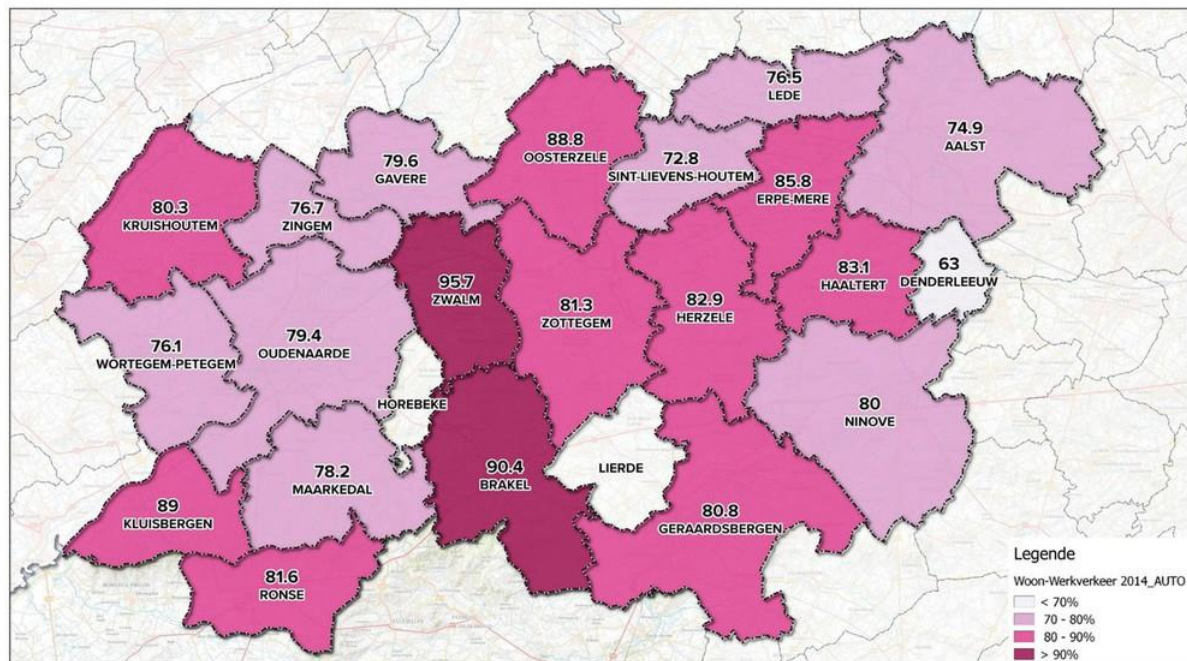 76.5
LEDE
74.9
AALST
88.8
OOSTERZELE
79.6
GAVERE
72.8
SINT-LIEVENS-HOUTEM
85.8
ERPE-MERE
80.3
KRUISHOUTEM
76.7
ZINGEM
95.7
ZWALM
81.3
ZOTTEGEM
82.9
HERZELE
83.1
HAALTERT
63
DENDERLEEUW
76.1
WORTEGEM-PETEGEM
79.4
OUDENAARDE
HOREBEKE
80
NINOVE
78.2
MAARKEDAL
90.4
BRAKEL
LIERDE
89
KLUISBERGEN
80.8
GERAARDSBERGEN
81.6
RONSE
Legende
Woon-Werkverkeer 2014_AUTO
< 70%
70 - 80%
80 - 90%
> 90%